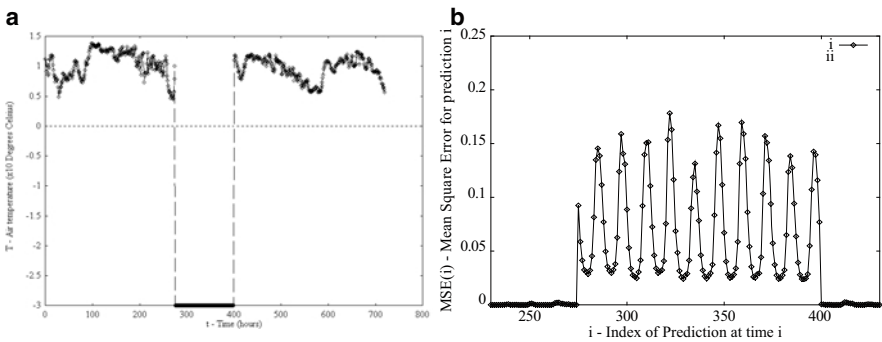 a
T - Air temperature (x10 Degrees Celsius)
1.5
1
0.5
0
-0.5
-1
-1.5
-2
-2.5
-3
0 100 200 300 400 500 600 700 800
t - Time (hours)
b
MSE(i) - Mean Square Error for prediction i
0.25
0.2
0.15
0.1
0.05
0
i
ii
250 300 350 400
i - Index of Prediction at time i